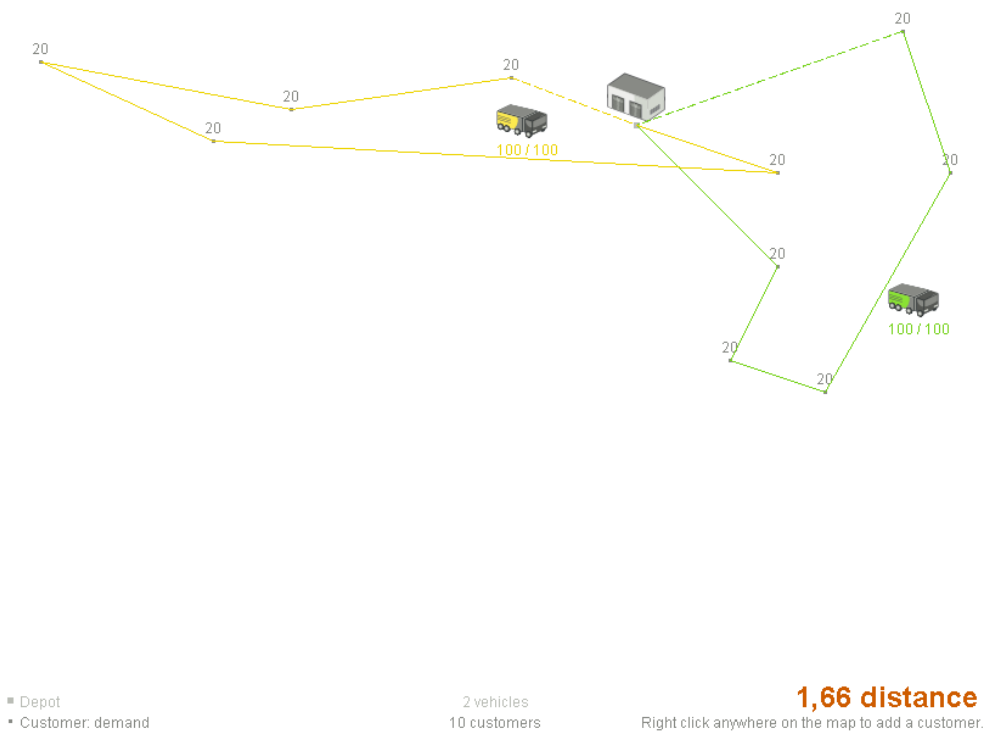 20
20
20
20
20
100 / 100
20
20
20
100 / 100
20
20
Depot
2 vehicles
1,66 distance
Customer: demand
10 customers
Right click anywhere on the map to add a customer.